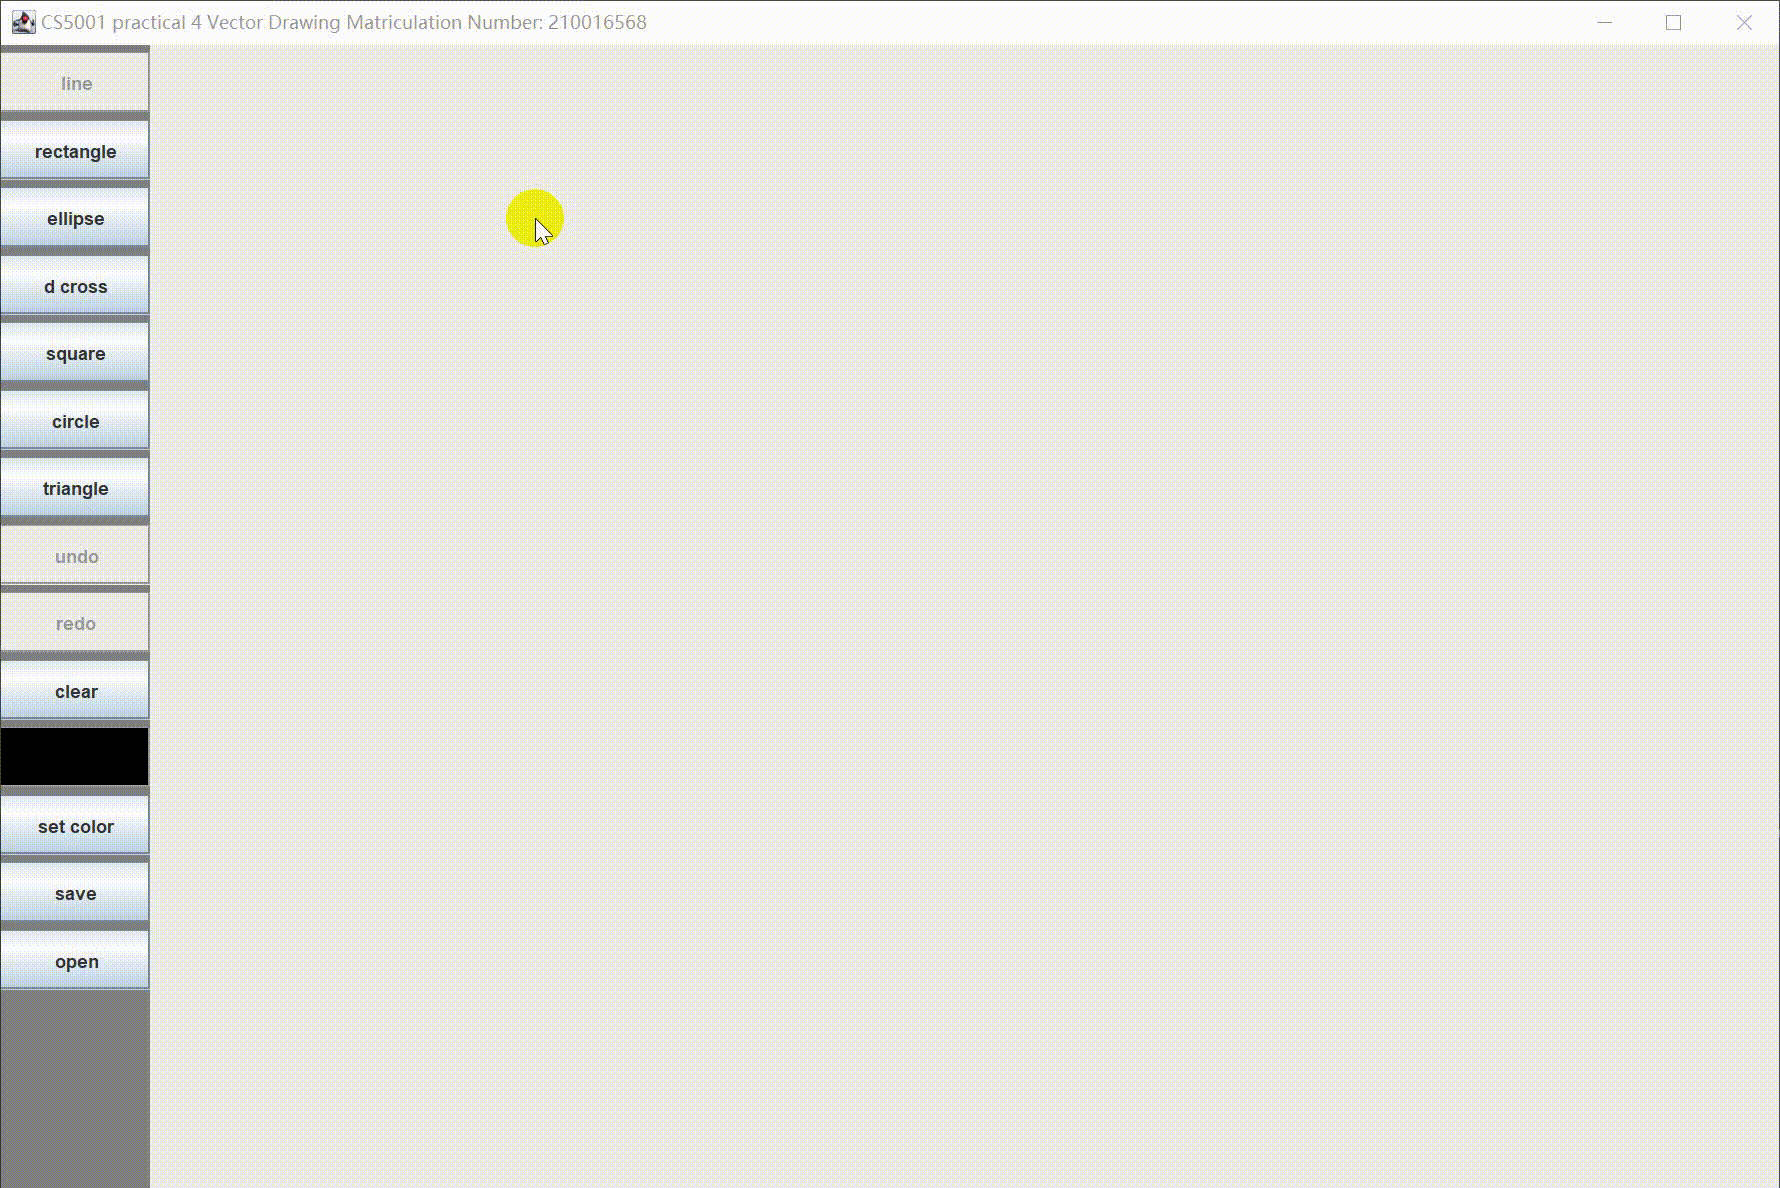 CS5001 practical 4 Vector Drawing Matriculation Number: 210016568
line
rectangle
ellipse
d cross
square
circle
triangle
undo
redo
clear
set color
save
open